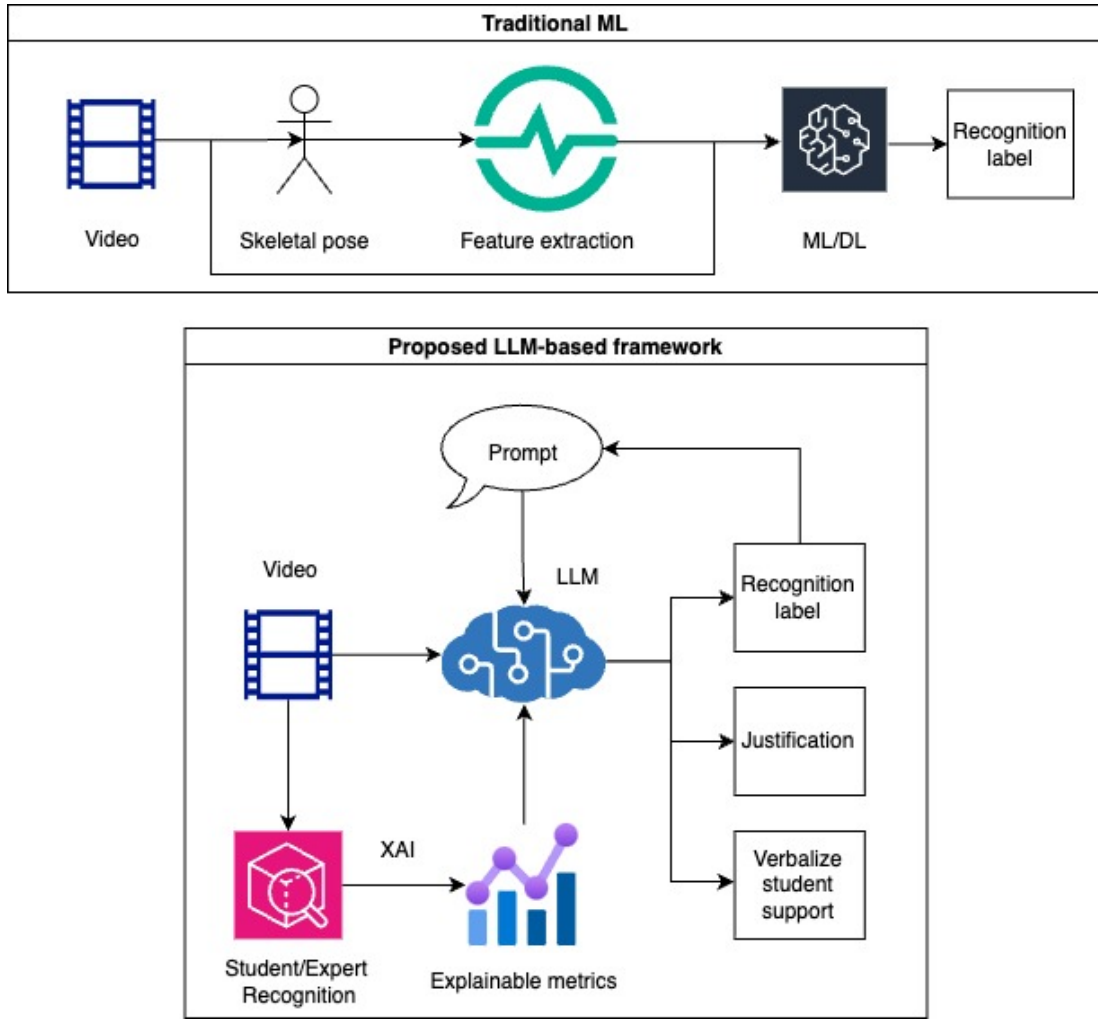 Traditional ML
Video
Skeletal pose
Feature extraction
ML/DL
Recognition
label
Proposed LLM-based framework
Prompt
Video
LLM
Recognition
label
Justification
XAI
Verbalize
student
support
Student/Expert
Recognition
Explainable metrics